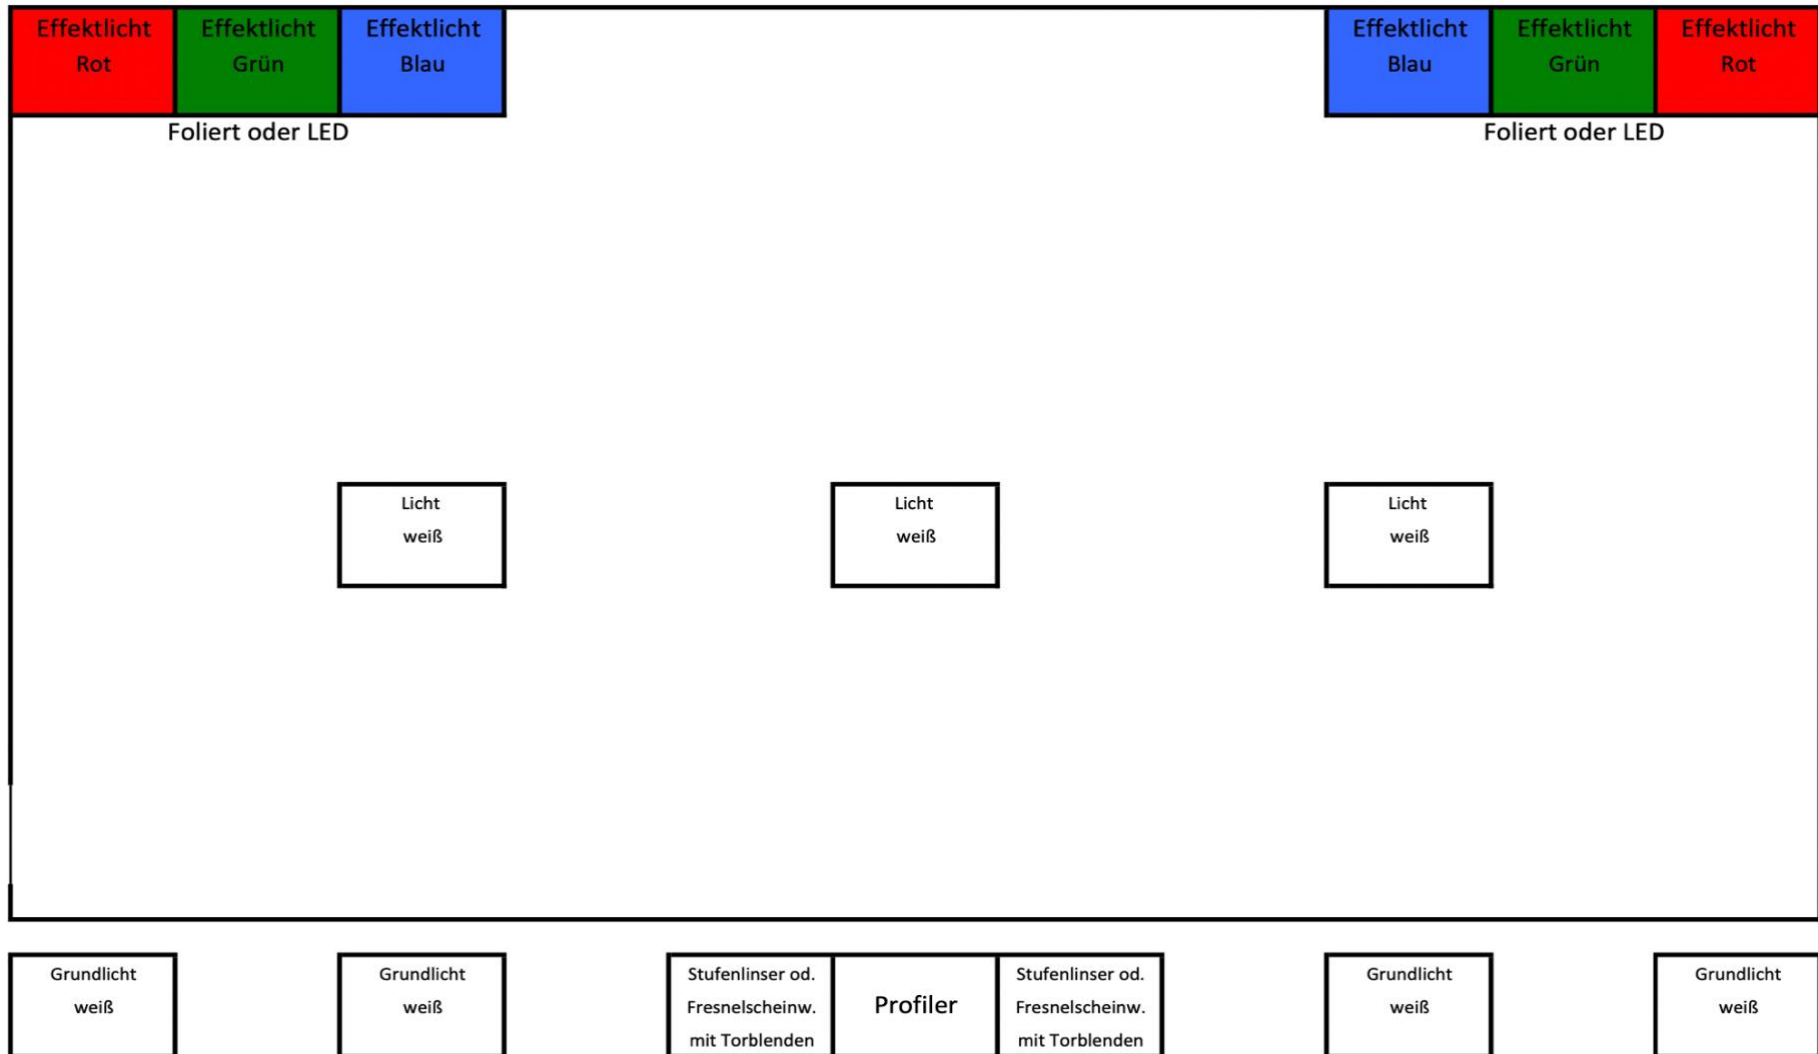 Effektlicht
Rot
Effektlicht
Grün
Effektlicht
Blau
Effektlicht
Blau
Effektlicht
Grün
Effektlicht
Rot
Foliert oder LED
Foliert oder LED
Licht
weiß
Licht
weiß
Licht
weiß
Grundlicht
weiß
Grundlicht
weiß
Stufenlinser od.
Fresnelscheinw.
mit Torblenden
Profiler
Stufenlinser od.
Fresnelscheinw.
mit Torblenden
Grundlicht
weiß
Grundlicht
weiß